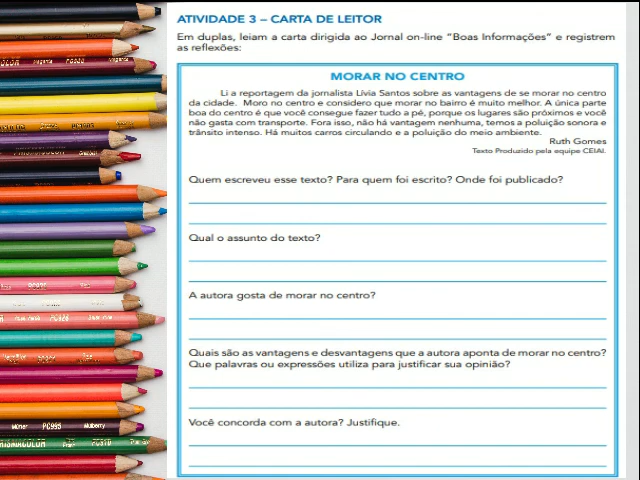 ATIVIDADE 3 – CARTA DE LEITOR
Em duplas, leiam a carta dirigida ao Jornal on-line "Boas Informações" e registrem
as reflexões:
MORAR NO CENTRO
Li a reportagem da jornalista Lívia Santos sobre as vantagens de se morar no centro
da cidade. Moro no centro e considero que morar no bairro é muito melhor. A única parte
boa do centro é que você consegue fazer tudo a pé, porque os lugares são próximos e você
não gasta com transporte. Fora isso, não há vantagem nenhuma, temos a poluição sonora e
trânsito intenso. Há muitos carros circulando e a poluição do meio ambiente.
Ruth Gomes
Texto Produzido pela equipe CEIAI.
Quem escreveu esse texto? Para quem foi escrito? Onde foi publicado?
Qual o assunto do texto?
A autora gosta de morar no centro?
Quais são as vantagens e desvantagens que a autora aponta de morar no centro?
Que palavras ou expressões utiliza para justificar sua opinião?
Você concorda com a autora? Justifique.
PC995 Mulberry